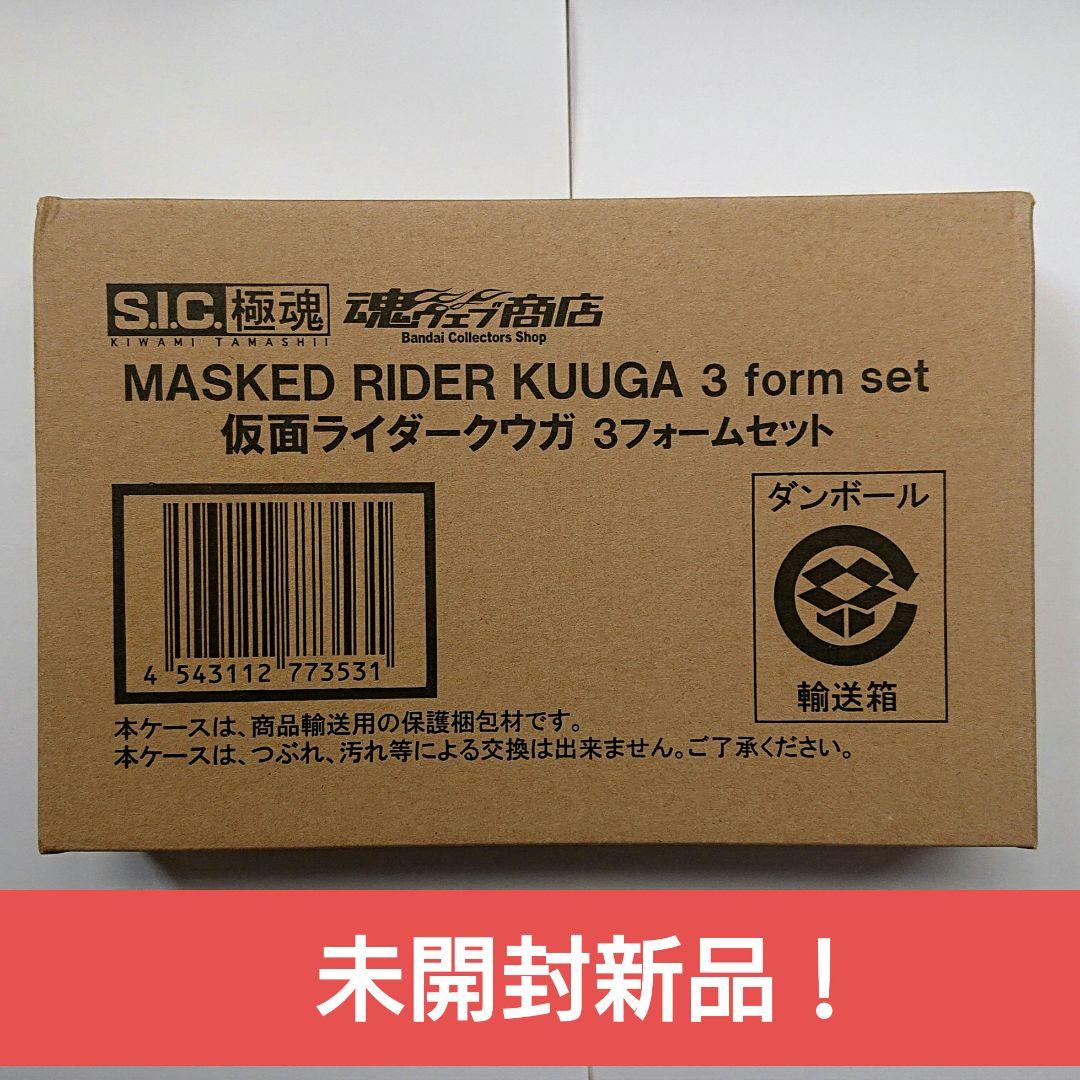 S.I.C. 極魂 魂ウェブ商店
KIWAMI TAMASHII Bandai Collectors Shop
MASKED RIDER KUUGA 3 form set
仮面ライダークウガ 3フォームセット
ダンボール
4 543112 773531
輸送箱
本ケースは、商品輸送用の保護梱包材です。
本ケースは、つぶれ、汚れ等による交換は出来ません。ご了承ください。
未開封新品！